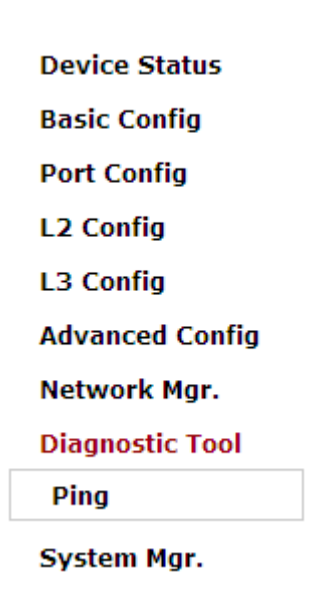 Device Status
Basic Config
Port Config
L2 Config
L3 Config
Advanced Config
Network Mgr.
Diagnostic Tool
Ping
System Mgr.